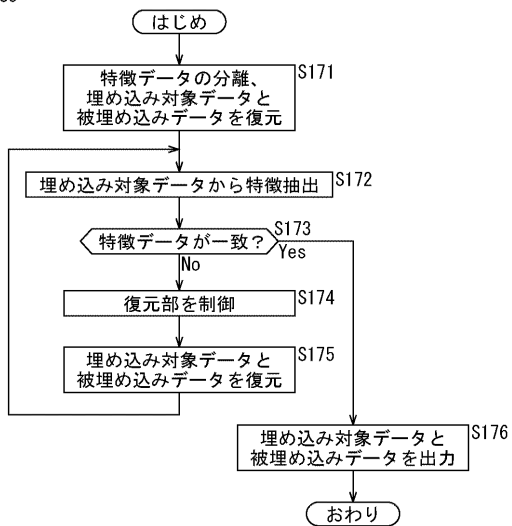 はじめ
特徴データの分離、
埋め込み対象データと
被埋め込みデータを復元
S171
埋め込み対象データから特徴抽出
S172
特徴データが一致?
S173
Yes
No
復元部を制御
S174
埋め込み対象データと
被埋め込みデータを復元
S175
埋め込み対象データと
被埋め込みデータを出力
S176
おわり